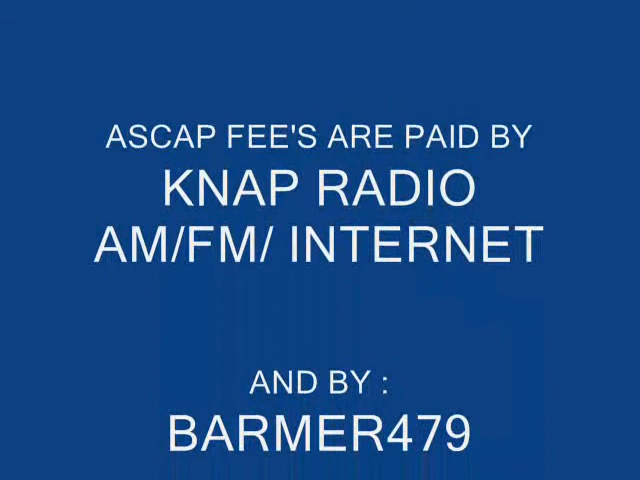 ASCAP FEE'S ARE PAID BY
KNAP RADIO
AM/FM/ INTERNET
AND BY :
BARMER479